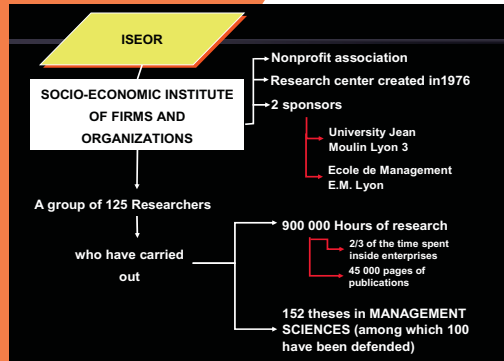 ISEOR
SOCIO-ECONOMIC INSTITUTE
OF FIRMS AND
ORGANIZATIONS
Nonprofit association
Research center created in1976
2 sponsors
University Jean
Moulin Lyon 3
Ecole de Management
E.M. Lyon
A group of 125 Researchers
who have carried
out
900 000 Hours of research
2/3 of the time spent
inside enterprises
45 000 pages of
publications
152 theses in MANAGEMENT
SCIENCES (among which 100
have been defended)